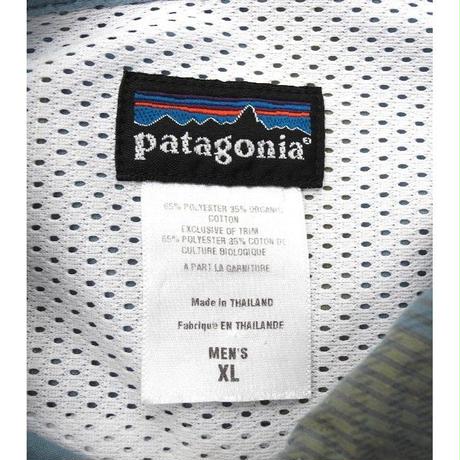 patagonia®
65% POLYESTER 35% ORGANIC
COTTON
EXCLUSIVE OF TRIM
65% POLYESTER 35% COTON DE
CULTURE BIOLOGIQUE
A PART LA GARNITURE
Made in THAILAND
Fabrique EN THAILANDE
MEN'S
XL